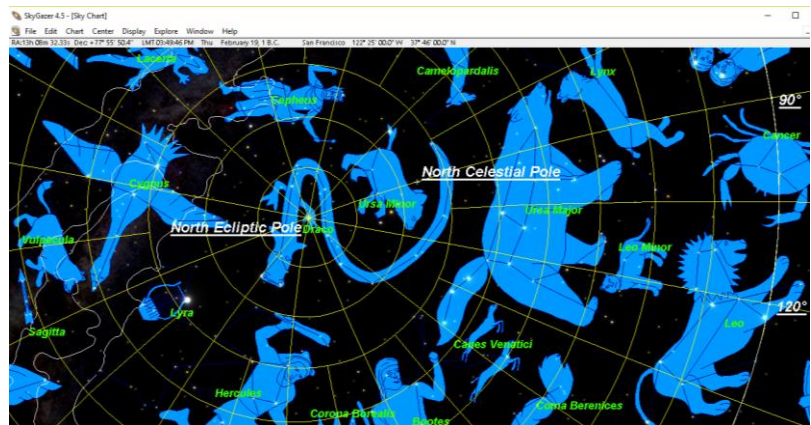 SkyGazer 4.5 - [Sky Chart]
File Edit Chart Center Display Explore Window Help
RA:13h 08m 32.33s Dec: +77° 55' 50.4" LMT 03:49:46 PM Thu February 19, 1 B.C. San Francisco 122° 25' 00.0" W 37° 46' 00.0" N
Lacerta
Camelopardalis
Lynx
Cepheus
90°
Cancer
North Celestial Pole
Cygnus
Ursa Minor
Ursa Major
North Ecliptic Pole
Draco
Vulpecula
Leo Minor
Lyra
120°
Sagitta
Leo
Canes Venatici
Hercules
Coma Berenices
Corona Borealis
Bootes